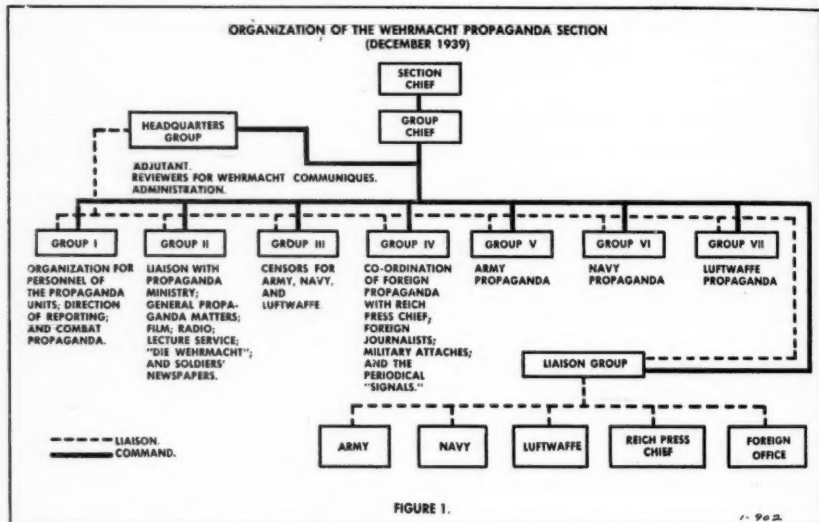 ORGANIZATION OF THE WEHRMACHT PROPAGANDA SECTION
(DECEMBER 1939)
SECTION
CHIEF
GROUP
CHIEF
HEADQUARTERS
GROUP
ADJUTANT.
REVIEWERS FOR WEHRMACHT COMMUNIQUES.
ADMINISTRATION.
GROUP I
ORGANIZATION FOR
PERSONNEL OF
THE PROPAGANDA
UNITS; DIRECTION
OF REPORTING;
AND COMBAT
PROPAGANDA.
GROUP II
LIAISON WITH
PROPAGANDA
MINISTRY;
GENERAL PROPA-
GANDA MATTERS;
FILM; RADIO;
LECTURE SERVICE;
"DIE WEHRMACHT";
AND SOLDIERS'
NEWSPAPERS.
GROUP III
CENSORS FOR
ARMY, NAVY,
AND
LUFTWAFFE.
GROUP IV
CO-ORDINATION
OF FOREIGN
PROPAGANDA
WITH REICH
PRESS CHIEF,
FOREIGN
JOURNALISTS;
MILITARY ATTACHES;
AND THE
PERIODICAL
"SIGNALS."
GROUP V
ARMY
PROPAGANDA
GROUP VI
NAVY
PROPAGANDA
GROUP VII
LUFTWAFFE
PROPAGANDA
LIAISON GROUP
ARMY
NAVY
LUFTWAFFE
REICH PRESS
CHIEF
FOREIGN
OFFICE
LIAISON.
COMMAND.
FIGURE 1.
1-902